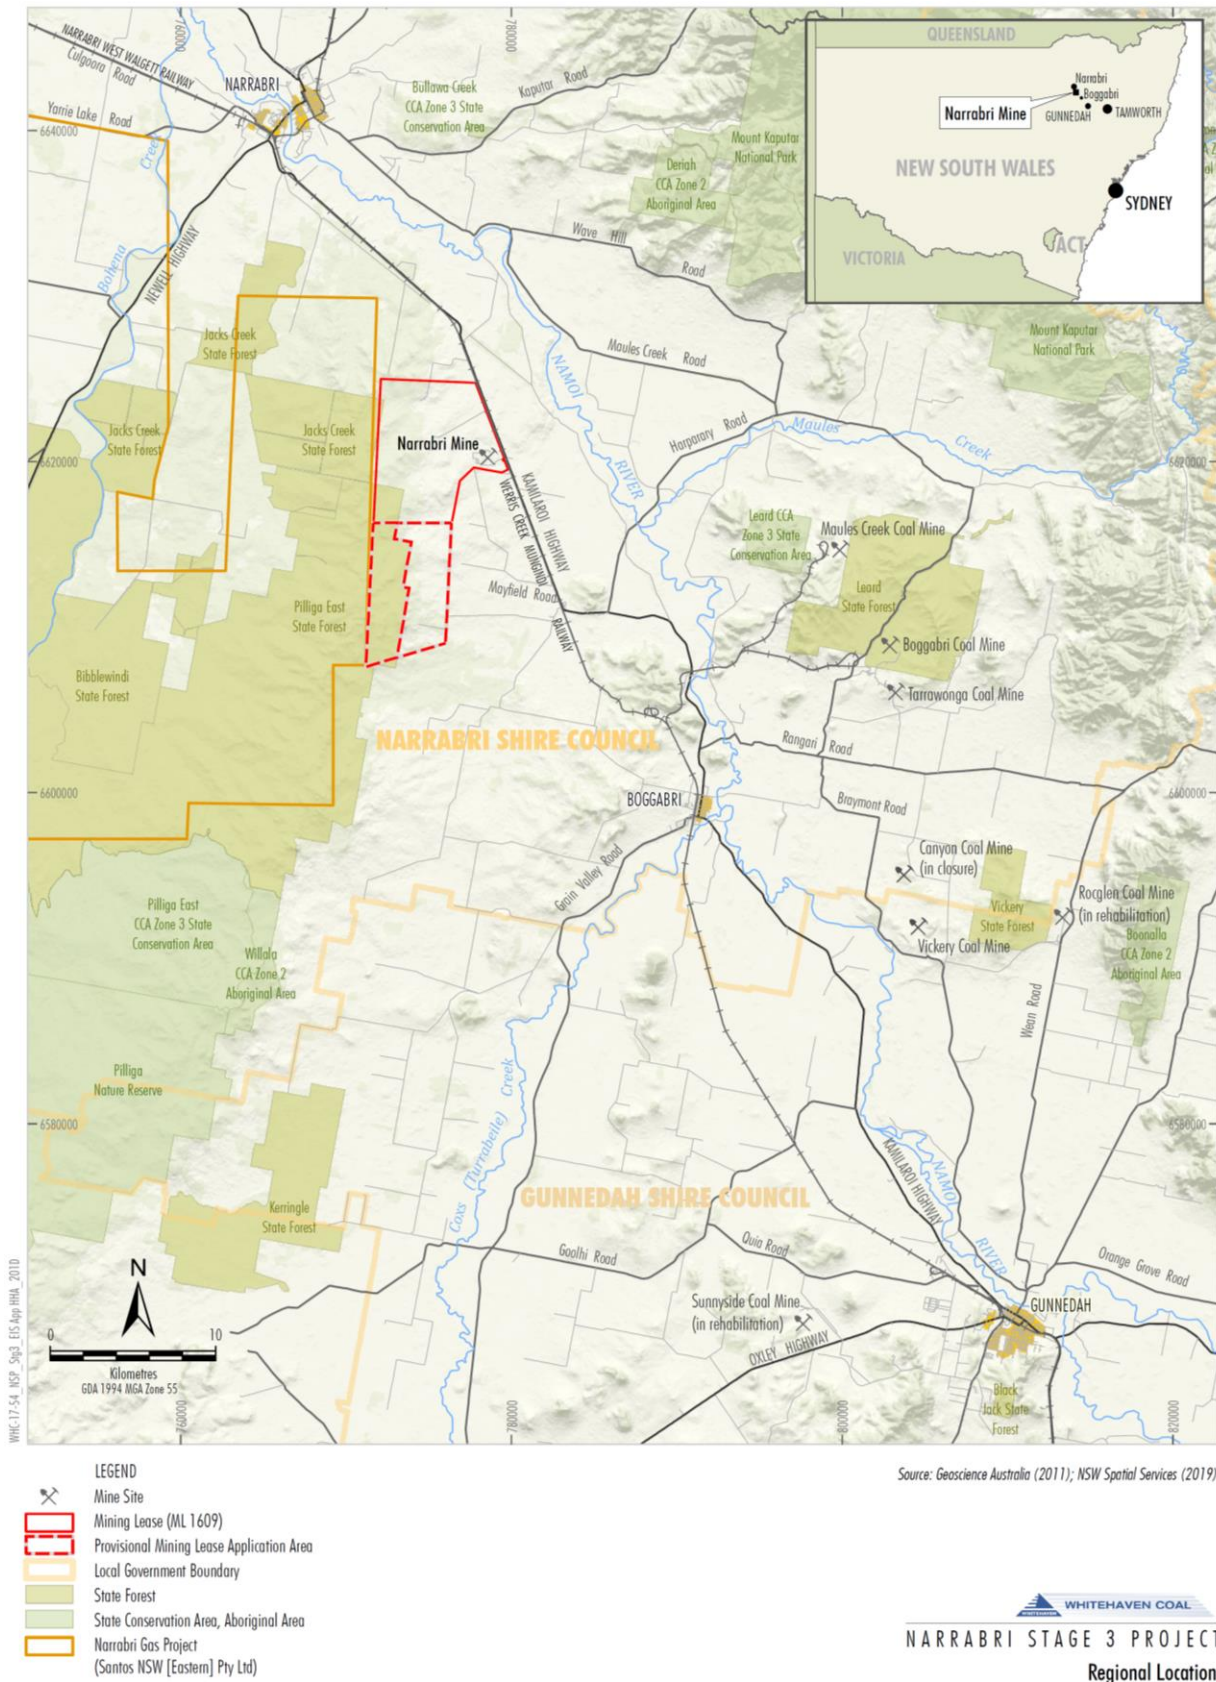 760000
780000
NARRABRI WEST WALGETT RAILWAY
Culgoora Road
NARRABRI
Yarrie Lake Road
6640000
Bullawa Creek
CCA Zone 3 State
Conservation Area
Kaputar Road
Mount Kaputar
National Park
Deriah
CCA Zone 2
Aboriginal Area
QUEENSLAND
Narrabri
Boggabri
Narrabri Mine
GUNNEDAH
TAMWORTH
NEW SOUTH WALES
SYDNEY
ACT
VICTORIA
Creek
Bohena
NEWELL HIGHWAY
Wave Hill
Road
Jacks Creek
State Forest
NAMOI
RIVER
Maules Creek Road
Mount Kaputar
National Park
Jacks Creek
State Forest
Jacks Creek
State Forest
Narrabri Mine
Harparary Road
Maules
Creek
6620000
KAMILAROI HIGHWAY
WERRIS CREEK MUNGINDI
RAILWAY
Leard CCA
Zone 3 State
Conservation Area
Maules Creek Coal Mine
Mayfield Road
Leard
State Forest
Pilliga East
State Forest
Boggabri Coal Mine
Bibblewindi
State Forest
Tarrawonga Coal Mine
NARRABRI SHIRE COUNCIL
Rangari Road
6600000
6600000
BOGGABRI
Braymont Road
Grain Valley Road
Canyon Coal Mine
(in closure)
Rocglen Coal Mine
(in rehabilitation)
Vickery
State Forest
Vickery Coal Mine
Boonalla
CCA Zone 2
Aboriginal Area
Pilliga East
CCA Zone 3 State
Conservation Area
Willala
CCA Zone 2
Aboriginal Area
Wean Road
Pilliga
Nature Reserve
Coxs (Turrabeile) Creek
6580000
6580000
KAMILAROI HIGHWAY
NAMOI
RIVER
GUNNEDAH SHIRE COUNCIL
Kerringle
State Forest
Goolhi Road
Quia Road
Orange Grove Road
Sunnyside Coal Mine
(in rehabilitation)
GUNNEDAH
OXLEY HIGHWAY
Black
Jack State
Forest
N
0 10
Kilometres
GDA 1994 MGA Zone 55
760000
780000
800000
820000
WHC-17-54_NSP_Stg3_EIS App HHA_201D
LEGEND
Mine Site
Mining Lease (ML 1609)
Provisional Mining Lease Application Area
Local Government Boundary
State Forest
State Conservation Area, Aboriginal Area
Narrabri Gas Project
(Santos NSW [Eastern] Pty Ltd)
Source: Geoscience Australia (2011); NSW Spatial Services (2019)
WHITEHAVEN COAL
NARRABRI STAGE 3 PROJECT
Regional Location